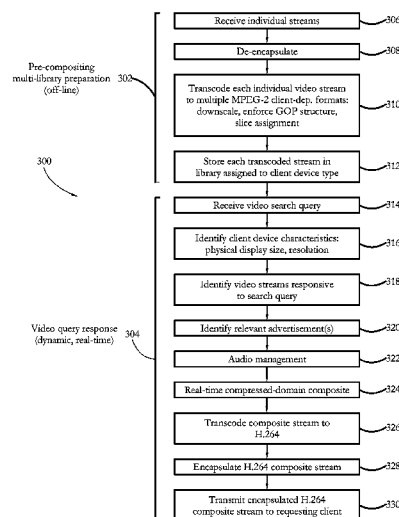 Receive individual streams
306
De-encapsulate
308
Pre-compositing
multi-library preparation
(off-line)
302
Transcode each individual video stream
to multiple MPEG-2 client-dep. formats:
downscale, enforce GOP structure,
slice assignment
310
Store each transcoded stream in
library assigned to client device type
312
300
Receive video search query
314
Identify client device characteristics:
physical display size, resolution
316
Identify video streams responsive
to search query
318
Identify relevant advertisement(s)
320
Video query response
(dynamic, real-time)
304
Audio management
322
Real-time compressed-domain composite
324
Transcode composite stream to
H.264
326
Encapsulate H.264 composite stream
328
Transmit encapsulated H.264
composite stream to requesting client
330